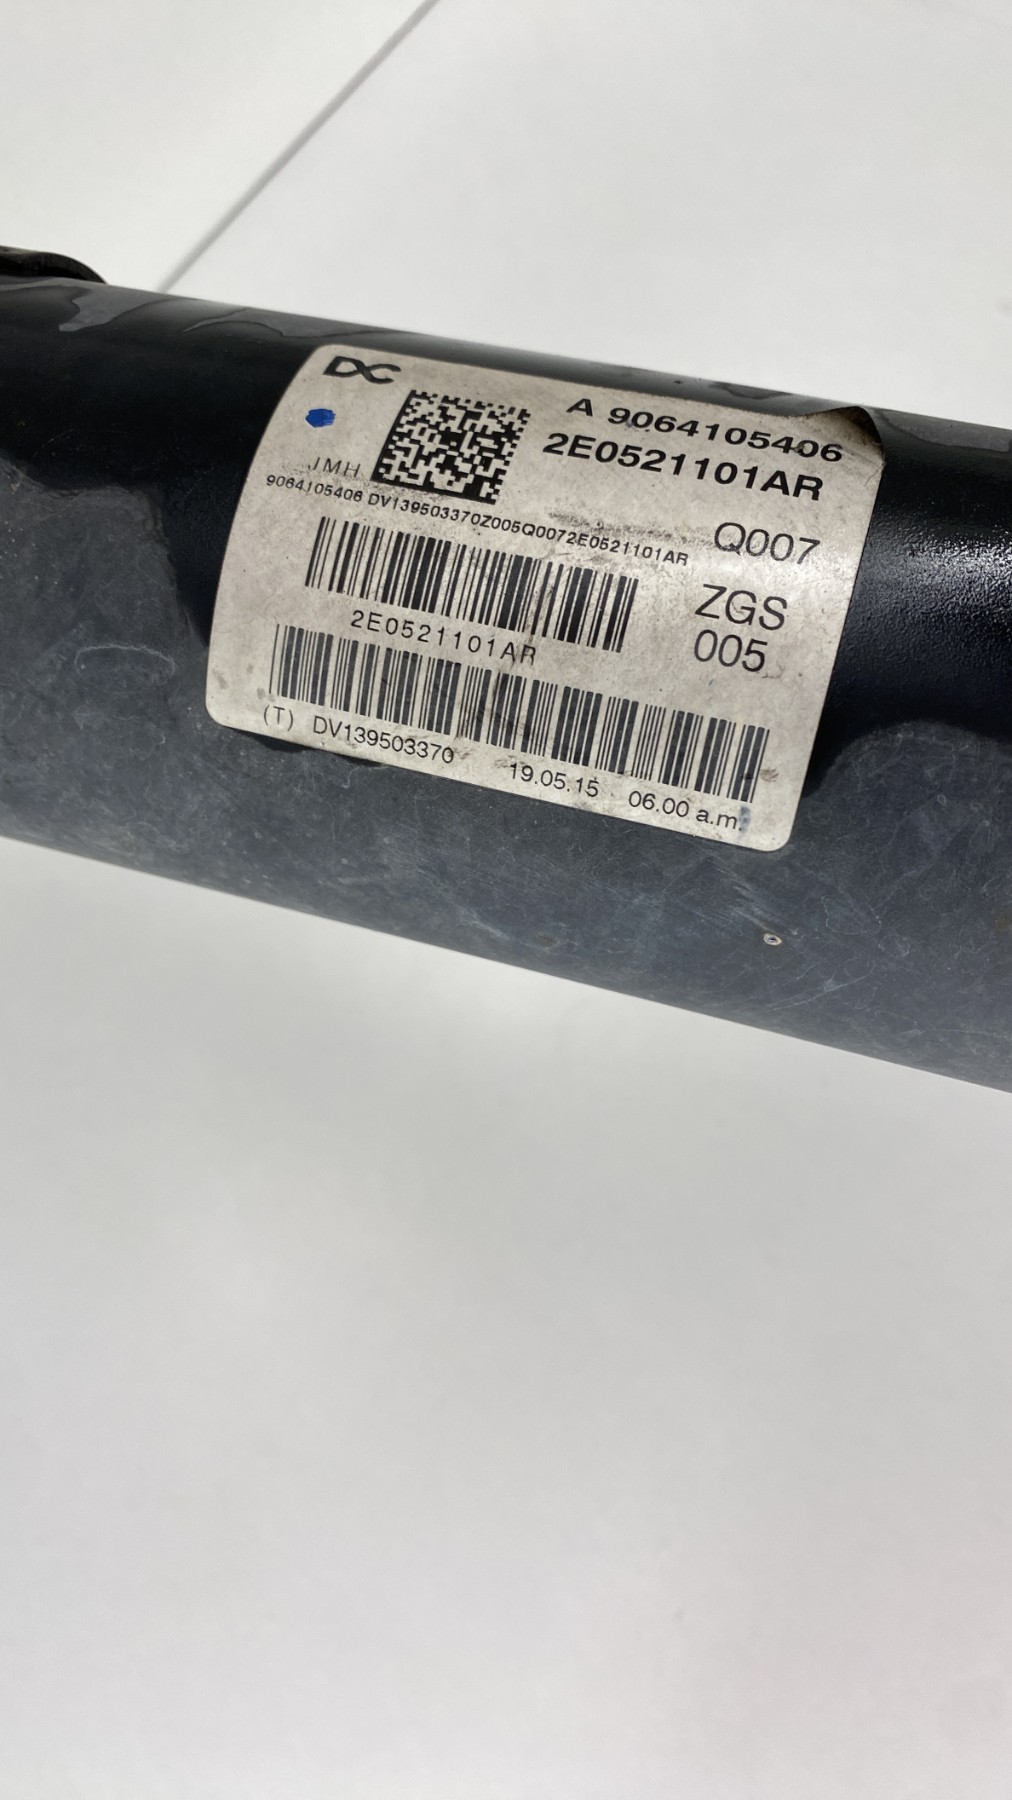 DC
A 9064105406
2E0521101AR
JMH
9064105406 DV139503370Z005Q0072E0521101AR
Q007
ZGS
005
2E0521101AR
(T) DV139503370 19.05.15 06.00 a.m.